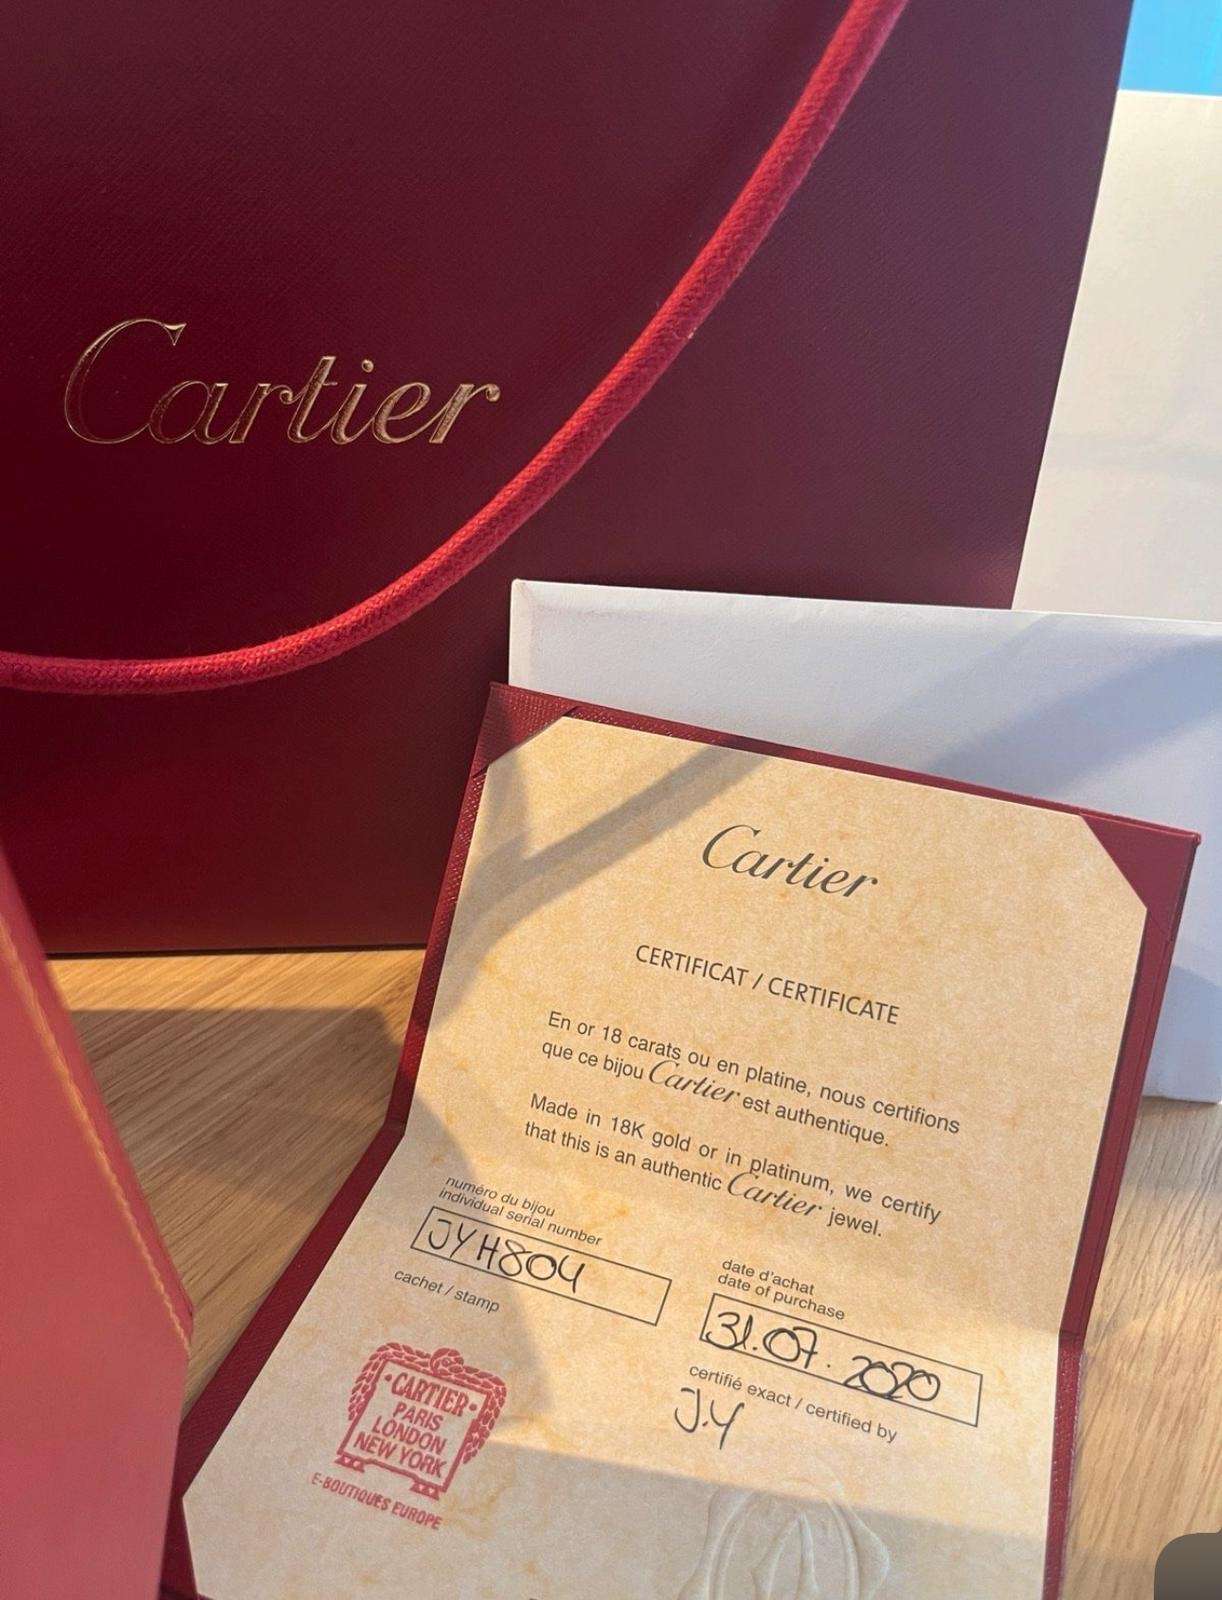 Cartier
Cartier
CERTIFICAT / CERTIFICATE
En or 18 carats ou en platine, nous certifions
que ce bijou Cartier est authentique.
Made in 18K gold or in platinum, we certify
that this is an authentic Cartier jewel.
numéro du bijou
individual serial number
JYH804
date d'achat
date of purchase
31.07.2020
cachet / stamp
CARTIER
PARIS
LONDON
NEW YORK
E-BOUTIQUES EUROPE
certifié exact / certified by
J.Y